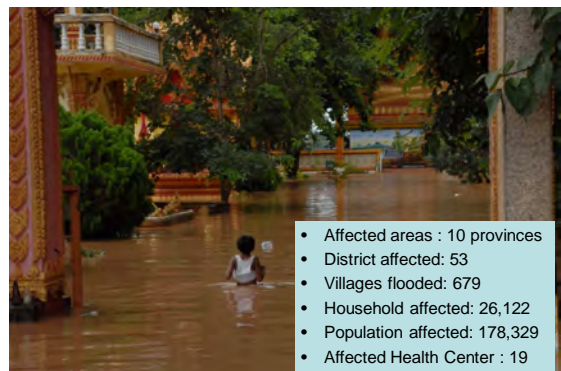 • Affected areas : 10 provinces
• District affected: 53
• Villages flooded: 679
• Household affected: 26,122
• Population affected: 178,329
• Affected Health Center : 19